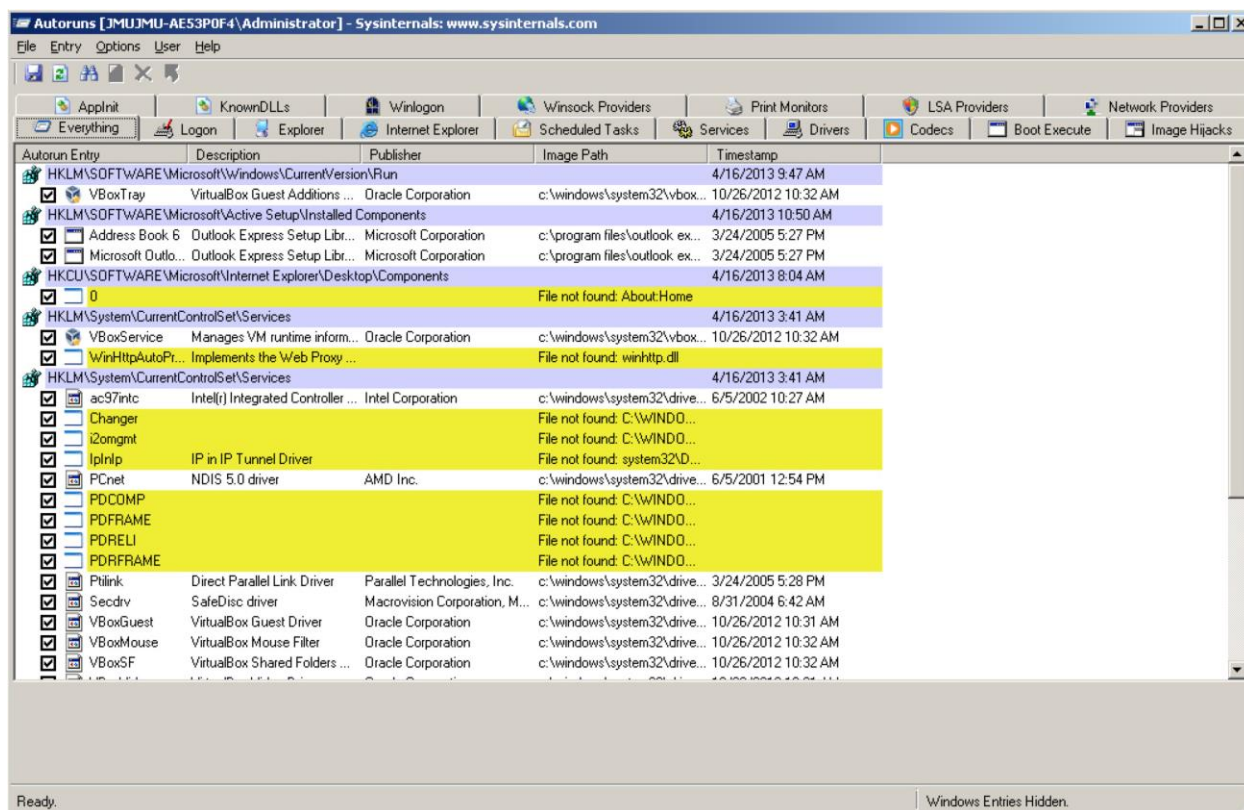 Autoruns [JMUJMU-AE53P0F4\Administrator] - Sysinternals: www.sysinternals.com
File Entry Options User Help
AppInit KnownDLLs Winlogon Winsock Providers Print Monitors LSA Providers Network Providers
Everything Logon Explorer Internet Explorer Scheduled Tasks Services Drivers Codecs Boot Execute Image Hijacks
Autorun Entry Description Publisher Image Path Timestamp
HKLM\SOFTWARE\Microsoft\Windows\CurrentVersion\Run 4/16/2013 9:47 AM
VBoxTray VirtualBox Guest Additions ... Oracle Corporation c:\windows\system32\vbox... 10/26/2012 10:32 AM
HKLM\SOFTWARE\Microsoft\Active Setup\Installed Components 4/16/2013 10:50 AM
Address Book 6 Outlook Express Setup Libr... Microsoft Corporation c:\program files\outlook ex... 3/24/2005 5:27 PM
Microsoft Outlo... Outlook Express Setup Libr... Microsoft Corporation c:\program files\outlook ex... 3/24/2005 5:27 PM
HKCU\SOFTWARE\Microsoft\Internet Explorer\Desktop\Components 4/16/2013 8:04 AM
0 File not found: About:Home
HKLM\System\CurrentControlSet\Services 4/16/2013 3:41 AM
VBoxService Manages VM runtime inform... Oracle Corporation c:\windows\system32\vbox... 10/26/2012 10:32 AM
WinHttpAutoPr... Implements the Web Proxy ... File not found: winhttp.dll
HKLM\System\CurrentControlSet\Services 4/16/2013 3:41 AM
ac97intc Intel(r) Integrated Controller ... Intel Corporation c:\windows\system32\drive... 6/5/2002 10:27 AM
Changer File not found: C:\WINDO...
i2omgmt File not found: C:\WINDO...
IpInIp IP in IP Tunnel Driver File not found: system32\D...
PCnet NDIS 5.0 driver AMD Inc. c:\windows\system32\drive... 6/5/2001 12:54 PM
PDCOMP File not found: C:\WINDO...
PDFRAME File not found: C:\WINDO...
PDRELI File not found: C:\WINDO...
PDRFRAME File not found: C:\WINDO...
Ptilink Direct Parallel Link Driver Parallel Technologies, Inc. c:\windows\system32\drive... 3/24/2005 5:28 PM
Secdrv SafeDisc driver Macrovision Corporation, M... c:\windows\system32\drive... 8/31/2004 6:42 AM
VBoxGuest VirtualBox Guest Driver Oracle Corporation c:\windows\system32\drive... 10/26/2012 10:31 AM
VBoxMouse VirtualBox Mouse Filter Oracle Corporation c:\windows\system32\drive... 10/26/2012 10:32 AM
VBoxSF VirtualBox Shared Folders ... Oracle Corporation c:\windows\system32\drive... 10/26/2012 10:32 AM
Ready. Windows Entries Hidden.